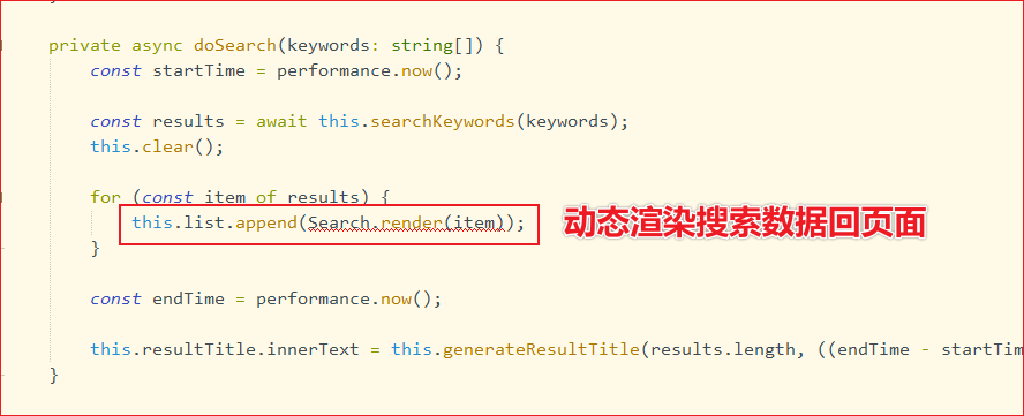 private async doSearch(keywords: string[]) {
const startTime = performance.now();
const results = await this.searchKeywords(keywords);
this.clear();
for (const item of results) {
this.list.append(Search.render(item));
动态渲染搜索数据回页面
}
const endTime = performance.now();
this.resultTitle.innerText = this.generateResultTitle(results.length, ((endTime - startTim
}